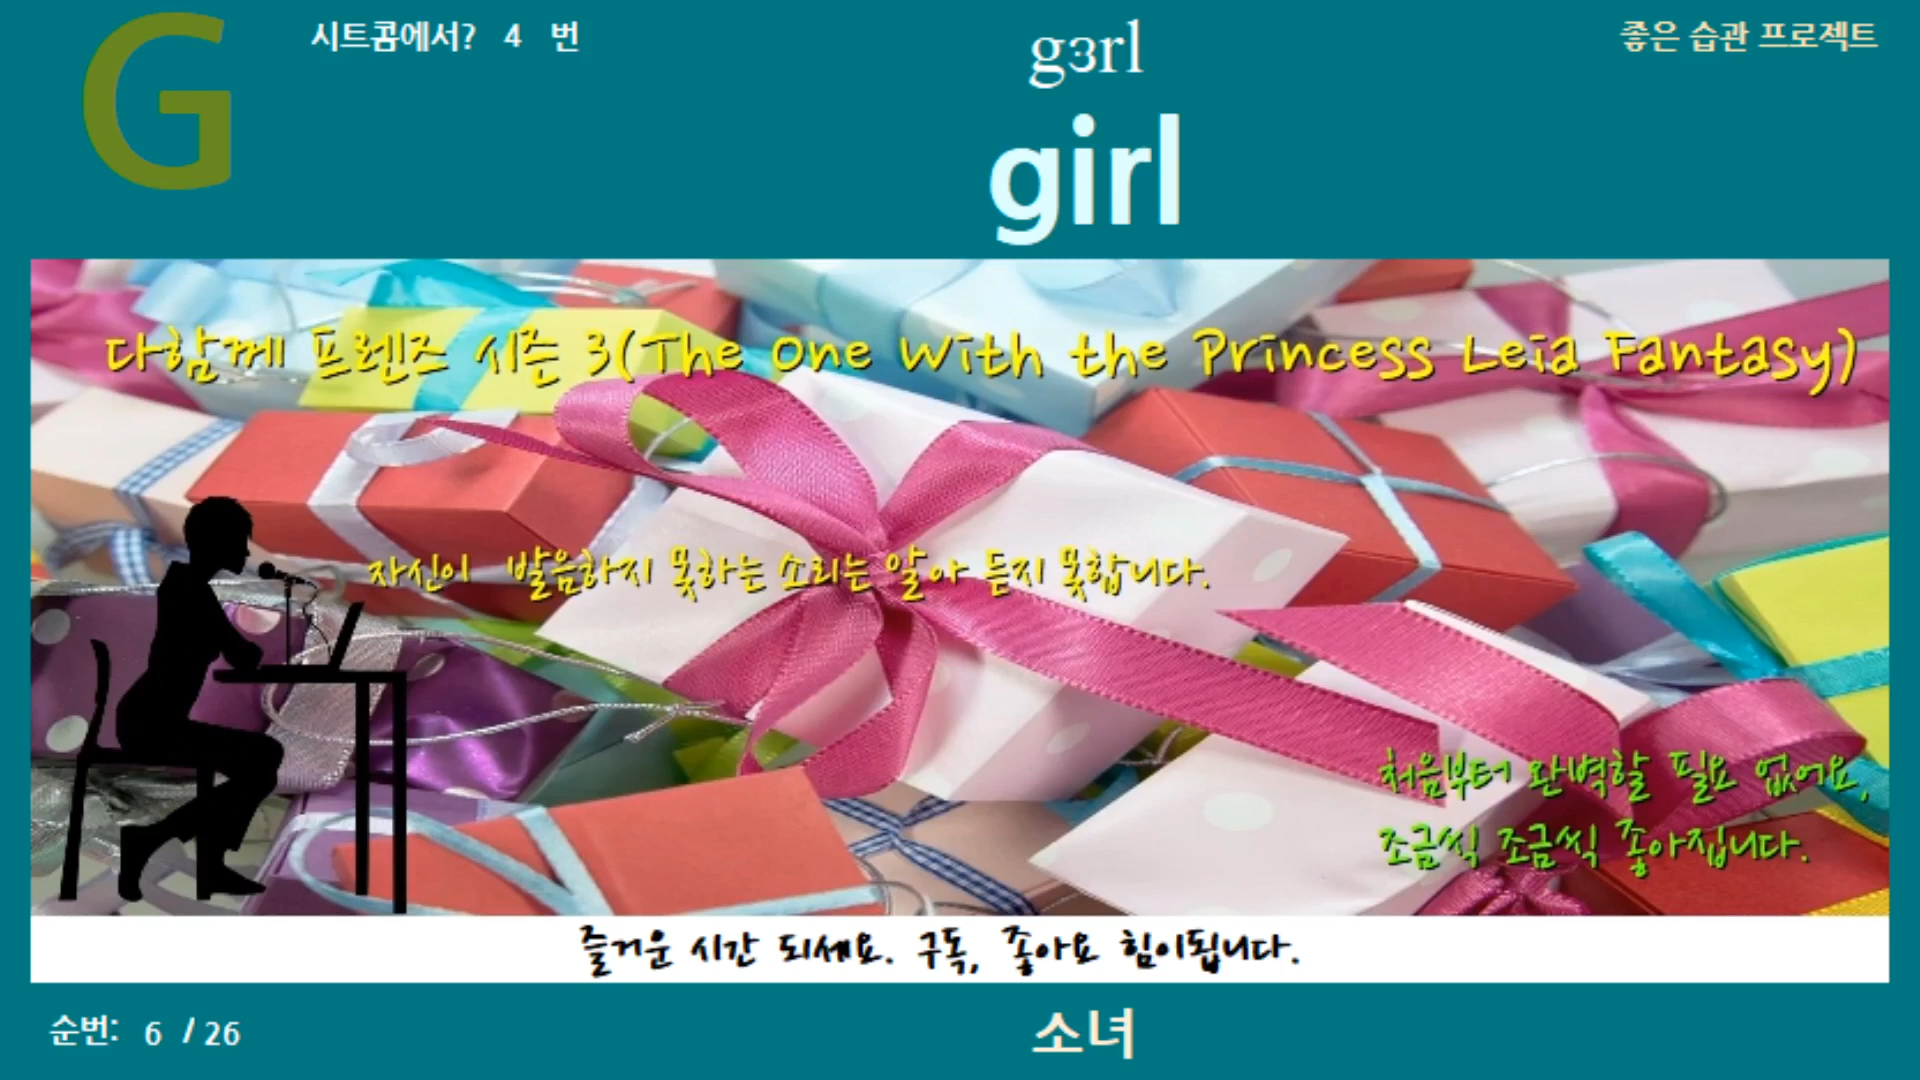 G
시트콤에서? 4 번
gɜrl
좋은 습관 프로젝트
girl
다함께 프렌즈 시즌 3(The One With the Princess Leia Fantasy)
자신이 발음하지 못하는 소리는 알아 듣지 못합니다.
처음부터 완벽할 필요 없어요,
조금씩 조금씩 좋아집니다.
즐거운 시간 되세요. 구독, 좋아요 힘이됩니다.
순번: 6 / 26
소녀